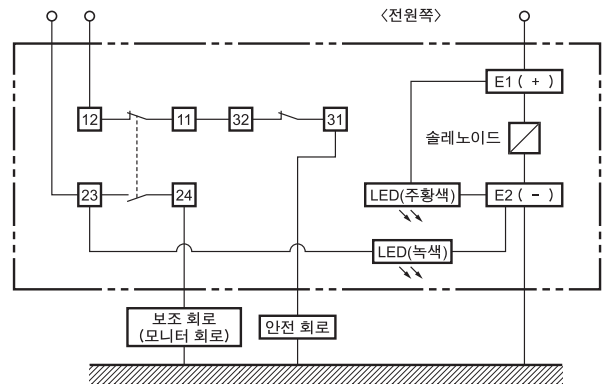 〈전원쪽〉
E1 ( + )
12
11
32
31
솔레노이드
23
24
LED(주황색)
E2 ( − )
LED(녹색)
보조 회로
(모니터 회로)
안전 회로